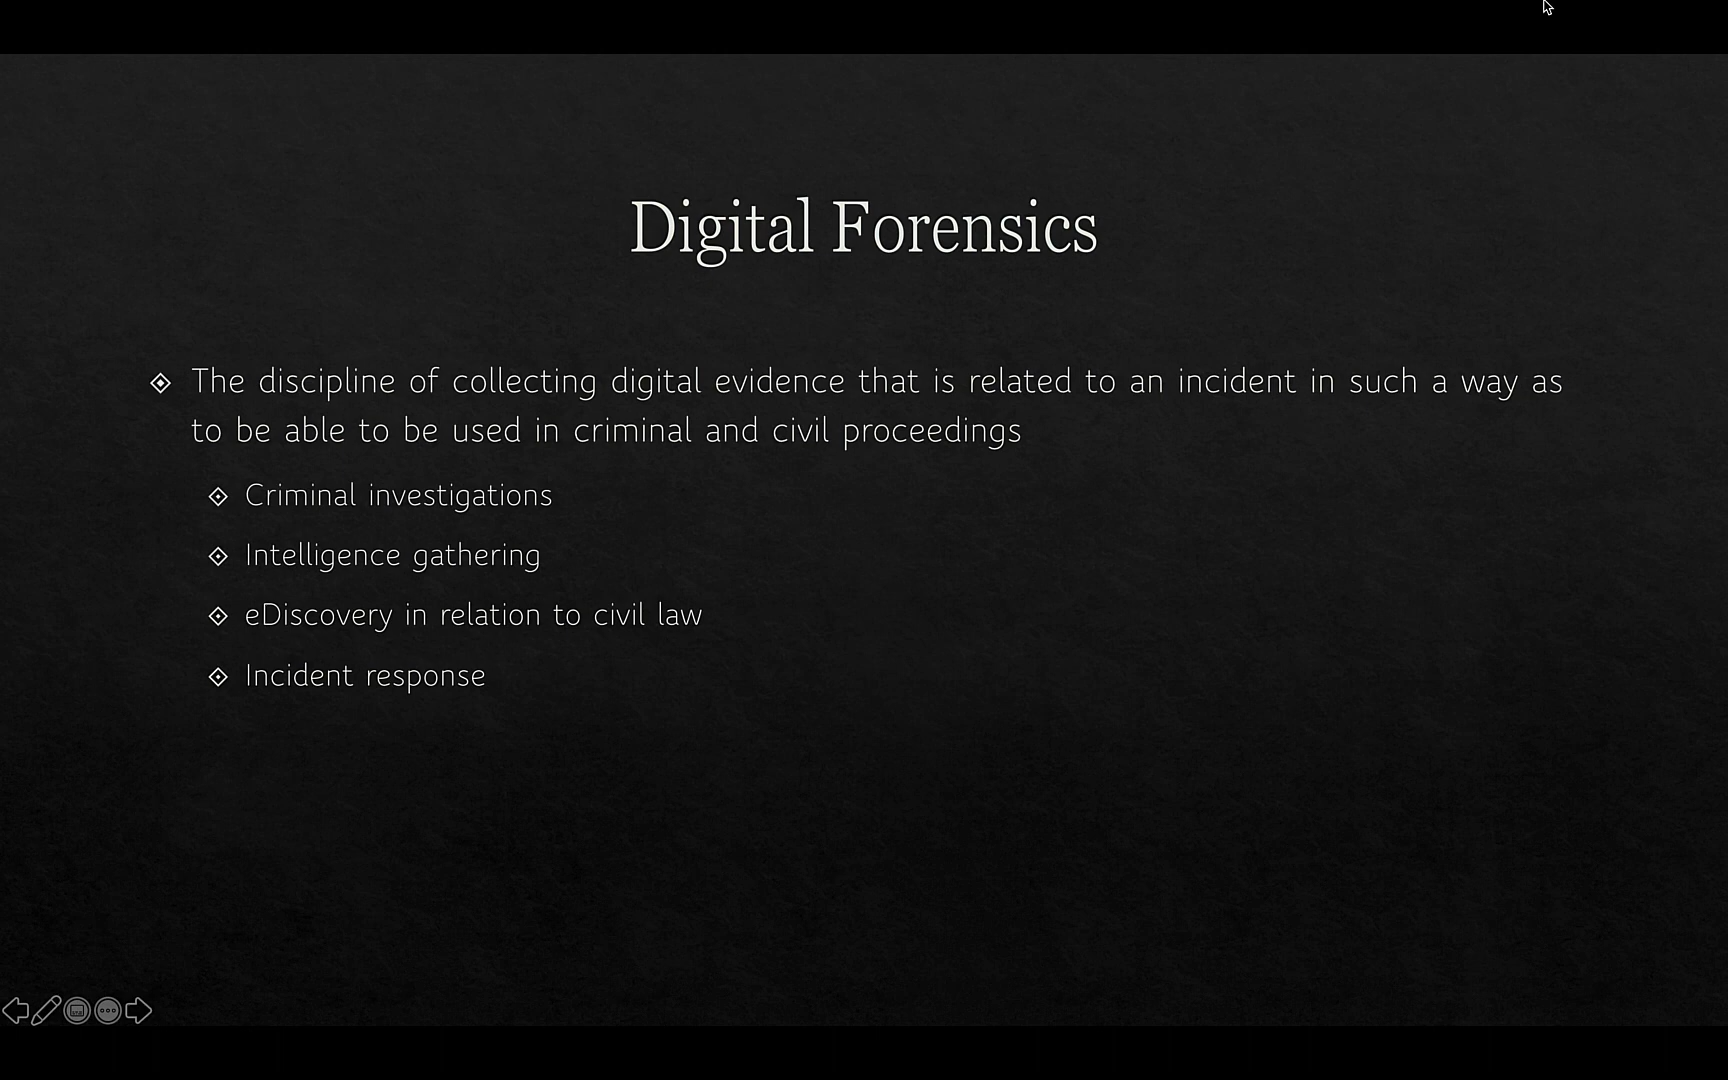 Digital Forensics
The discipline of collecting digital evidence that is related to an incident in such a way as
to be able to be used in criminal and civil proceedings
Criminal investigations
Intelligence gathering
eDiscovery in relation to civil law
Incident response